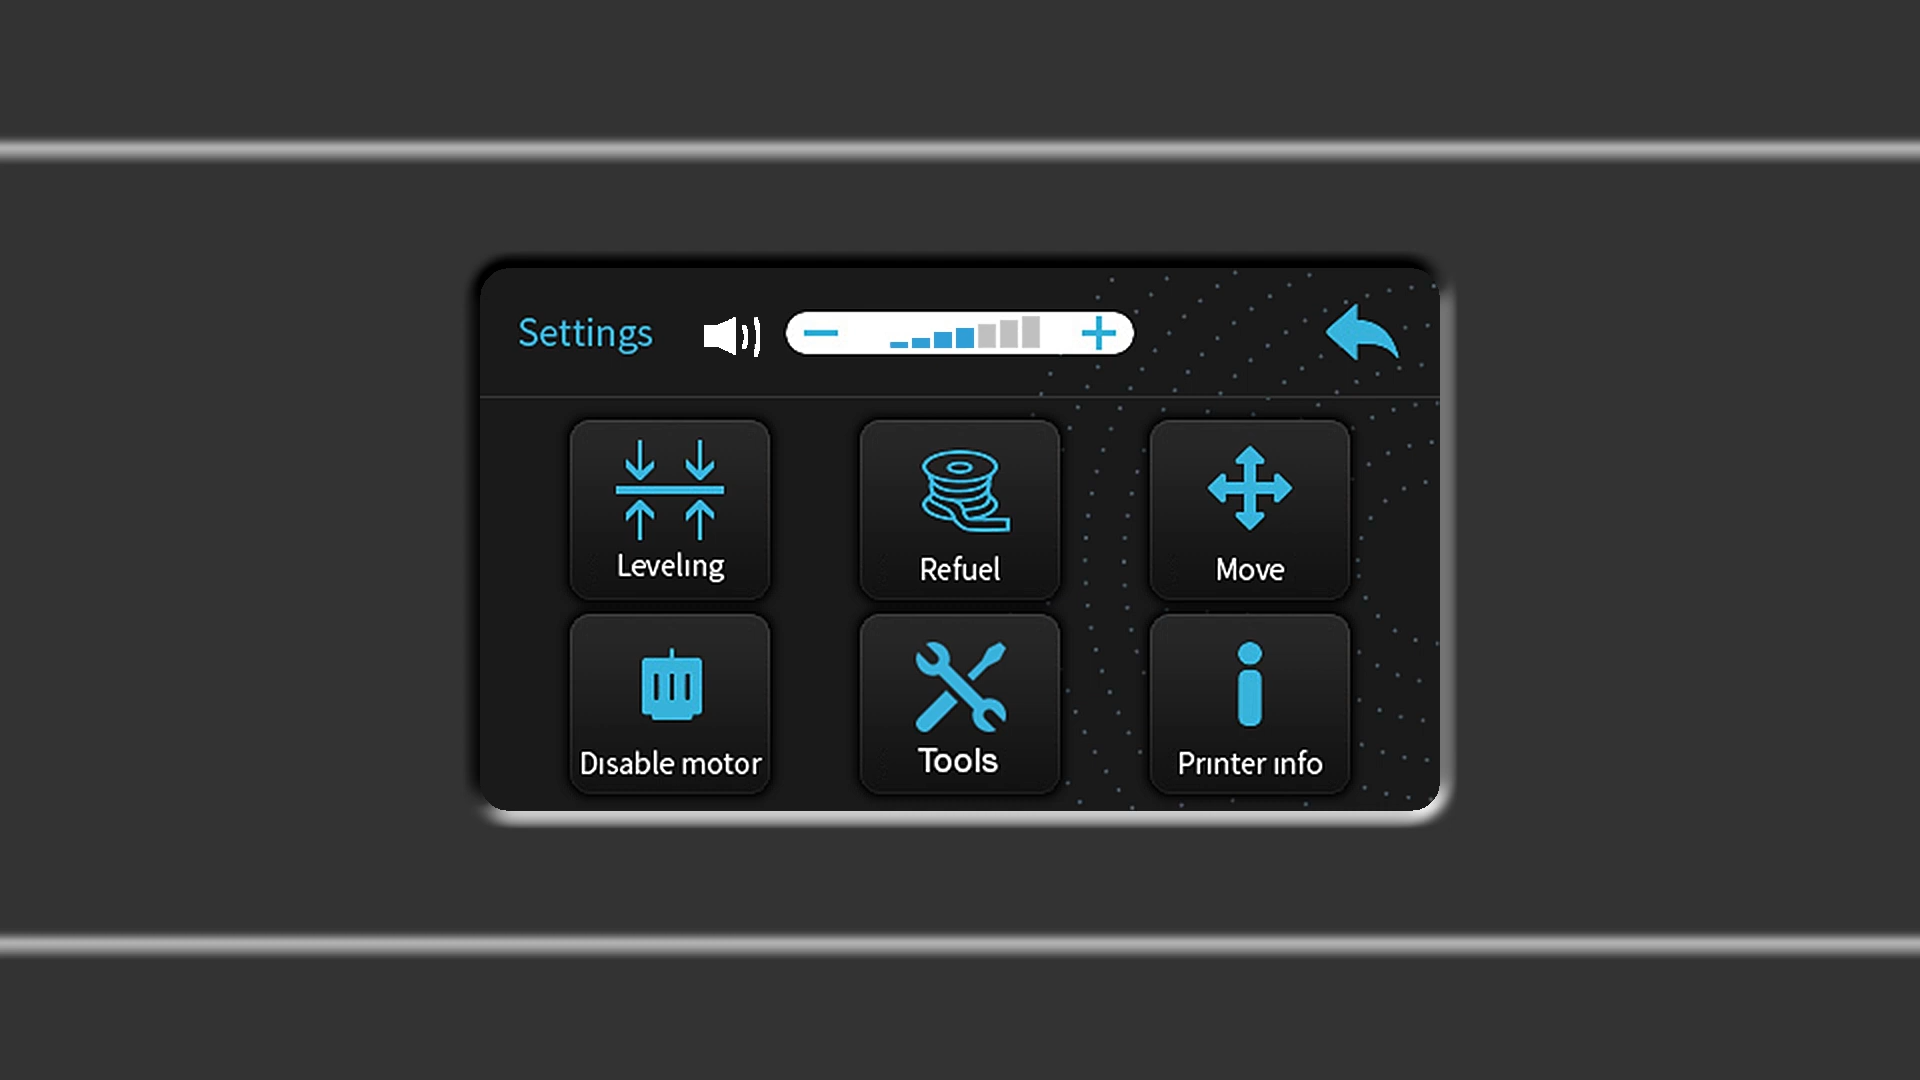 Settings
Leveling
Refuel
Move
Disable motor
Tools
Printer info